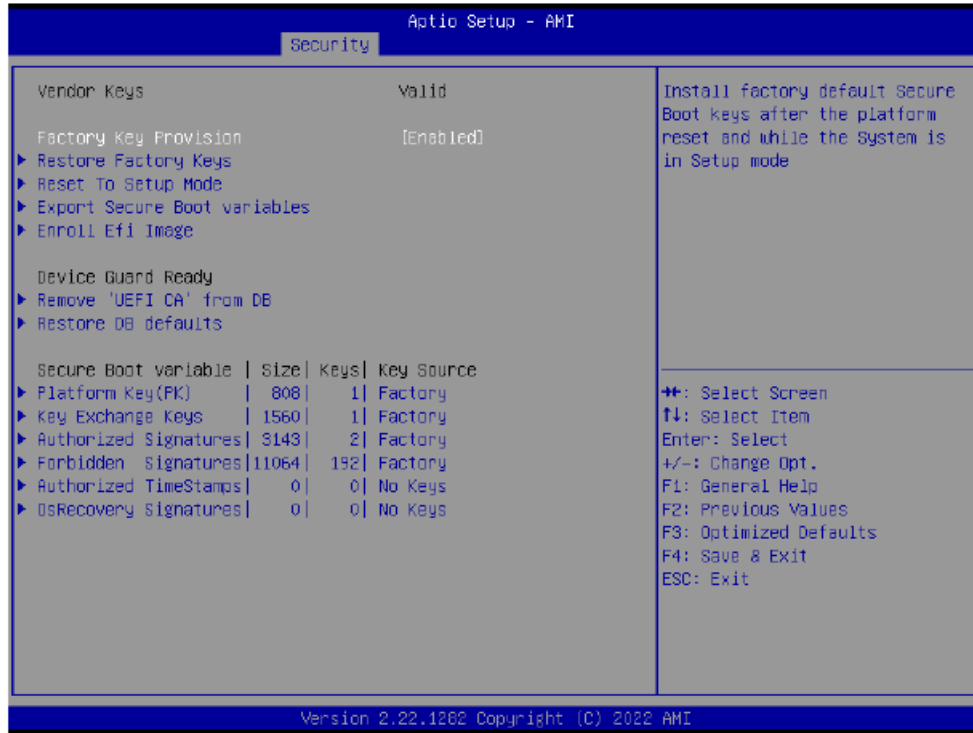 Aptio Setup - AMI
Security
Vendor Keys Valid
Factory Key Provision [Enabled]
Restore Factory Keys
Reset To Setup Mode
Export Secure Boot variables
Enroll Efi Image
Device Guard Ready
Remove 'UEFI CA' from DB
Restore DB defaults
Secure Boot variable | Size| Keys| Key Source
Platform Key(PK) | 808| 1| Factory
Key Exchange Keys | 1560| 1| Factory
Authorized Signatures| 3143| 2| Factory
Forbidden Signatures|11064| 192| Factory
Authorized TimeStamps| 0| 0| No Keys
OsRecovery Signatures| 0| 0| No Keys
Install factory default Secure
Boot keys after the platform
reset and while the System is
in Setup mode
→←: Select Screen
↑↓: Select Item
Enter: Select
+/-: Change Opt.
F1: General Help
F2: Previous Values
F3: Optimized Defaults
F4: Save & Exit
ESC: Exit
Version 2.22.1282 Copyright (C) 2022 AMI